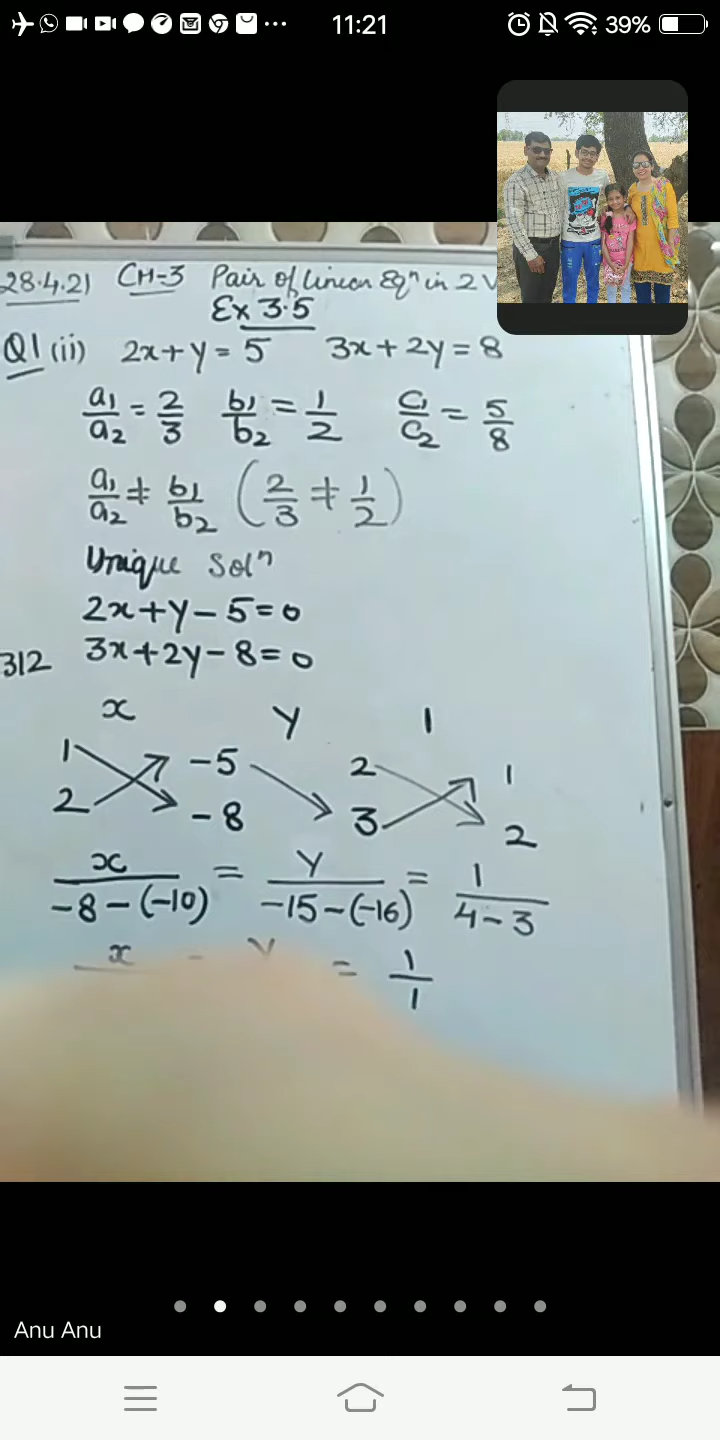 11:21 39%
28.4.21 CH-3 Pair of Linear Eqⁿ in 2 V
Ex 3.5
Q1 (ii) 2x+y=5 3x+2y=8
a₁/a₂ = 2/3 b₁/b₂ = 1/2 c₁/c₂ = 5/8
a₁/a₂ ≠ b₁/b₂ (2/3 ≠ 1/2)
Unique Solⁿ
2x+y-5=0
312 3x+2y-8=0
x y 1
1 -5 2 1
2 -8 3 2
x/-8-(-10) = y/-15-(-16) = 1/4-3
x = y = 1/1
Anu Anu